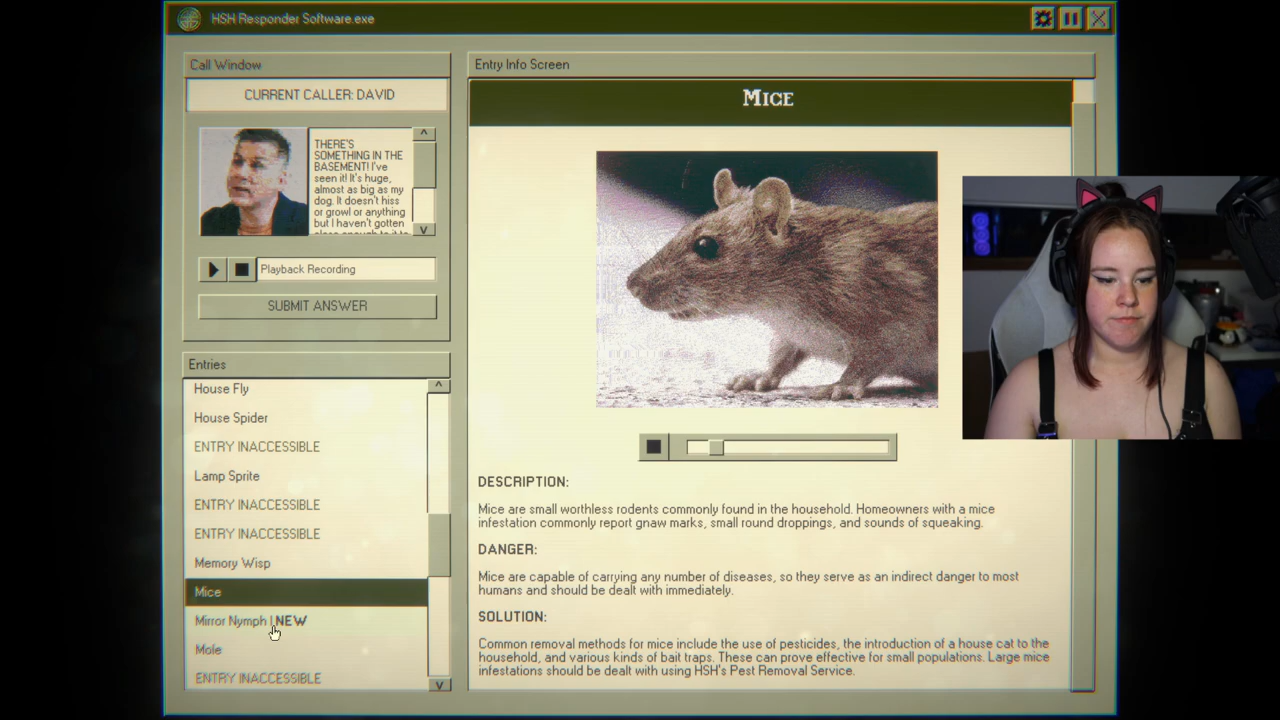 HSH Responder Software.exe
Call Window
CURRENT CALLER: DAVID
THERE'S
SOMETHING IN THE
BASEMENT! I've
seen it! It's huge,
almost as big as my
dog. It doesn't hiss
or growl or anything
but I haven't gotten
Playback Recording
SUBMIT ANSWER
Entries
House Fly
House Spider
ENTRY INACCESSIBLE
Lamp Sprite
ENTRY INACCESSIBLE
ENTRY INACCESSIBLE
Memory Wisp
Mice
Mirror Nymph | NEW
Mole
ENTRY INACCESSIBLE
Entry Info Screen
MICE
DESCRIPTION:
Mice are small worthless rodents commonly found in the household. Homeowners with a mice
infestation commonly report gnaw marks, small round droppings, and sounds of squeaking.
DANGER:
Mice are capable of carrying any number of diseases, so they serve as an indirect danger to most
humans and should be dealt with immediately.
SOLUTION:
Common removal methods for mice include the use of pesticides, the introduction of a house cat to the
household, and various kinds of bait traps. These can prove effective for small populations. Large mice
infestations should be dealt with using HSH's Pest Removal Service.